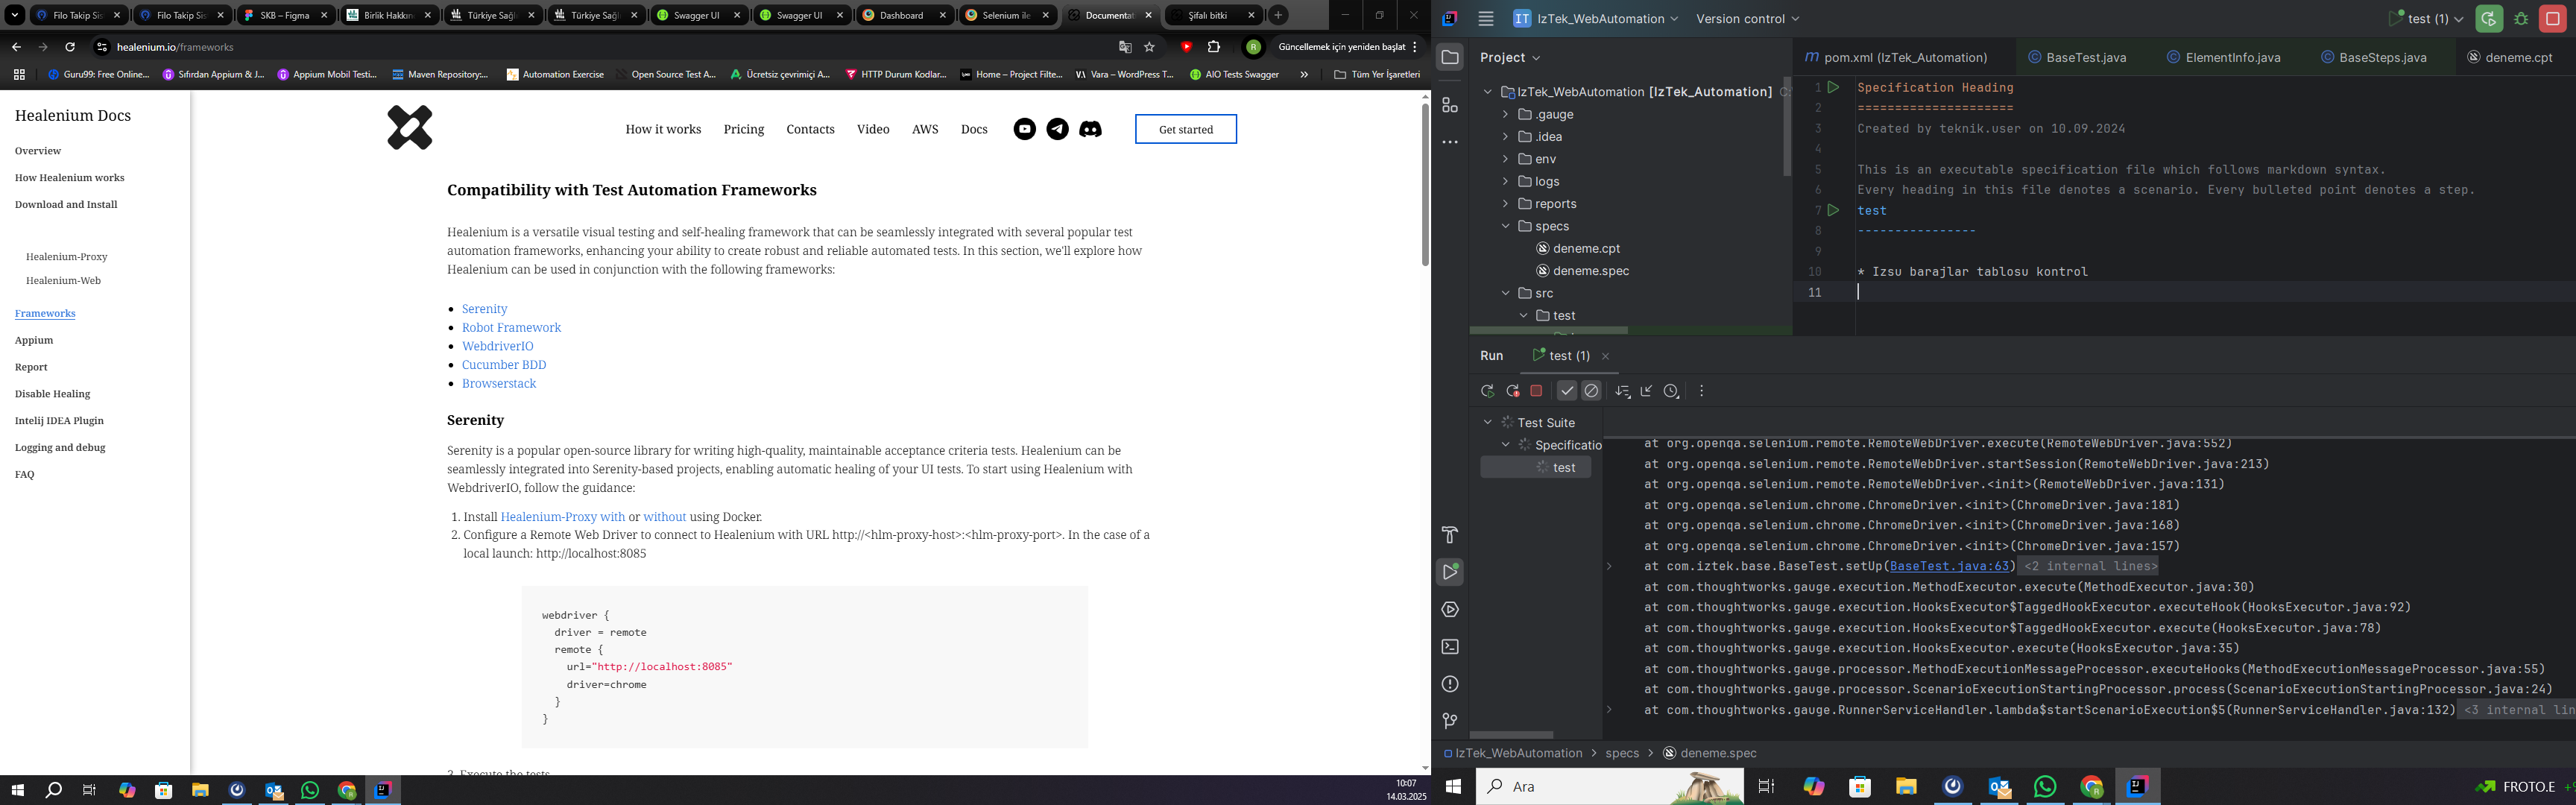 Filo Takip Sis
Filo Takip Sis
SKB – Figma
Birlik Hakkın
Türkiye Sağl
Türkiye Sağl
Swagger UI
Swagger UI
Dashboard
Selenium ile
Documentat
Şifalı bitki
healenium.io/frameworks
Güncellemek için yeniden başlat
Guru99: Free Online...
Sıfırdan Appium & J...
Appium Mobil Testi...
Maven Repository:...
Automation Exercise
Open Source Test A...
Ücretsiz çevrimiçi A...
HTTP Durum Kodlar...
Home – Project Filte...
Vara – WordPress T...
AIO Tests Swagger
Tüm Yer İşaretleri
Healenium Docs
Overview
How Healenium works
Download and Install
Healenium-Proxy
Healenium-Web
Frameworks
Appium
Report
Disable Healing
Intelij IDEA Plugin
Logging and debug
FAQ
How it works
Pricing
Contacts
Video
AWS
Docs
Get started
Compatibility with Test Automation Frameworks
Healenium is a versatile visual testing and self-healing framework that can be seamlessly integrated with several popular test
automation frameworks, enhancing your ability to create robust and reliable automated tests. In this section, we'll explore how
Healenium can be used in conjunction with the following frameworks:
Serenity
Robot Framework
WebdriverIO
Cucumber BDD
Browserstack
Serenity
Serenity is a popular open-source library for writing high-quality, maintainable acceptance criteria tests. Healenium can be
seamlessly integrated into Serenity-based projects, enabling automatic healing of your UI tests. To start using Healenium with
WebdriverIO, follow the guidance:
1. Install Healenium-Proxy with or without using Docker.
2. Configure a Remote Web Driver to connect to Healenium with URL http://<hlm-proxy-host>:<hlm-proxy-port>. In the case of a
local launch: http://localhost:8085
webdriver {
driver = remote
remote {
url="http://localhost:8085"
driver=chrome
}
}
3. Execute the tests
10:07
14.03.2025
IT IzTek_WebAutomation
Version control
test (1)
Project
pom.xml (IzTek_Automation)
BaseTest.java
ElementInfo.java
BaseSteps.java
deneme.cpt
IzTek_WebAutomation [IzTek_Automation]
.gauge
.idea
env
logs
reports
specs
deneme.cpt
deneme.spec
src
test
1 Specification Heading
2 =====================
3 Created by teknik.user on 10.09.2024
4
5 This is an executable specification file which follows markdown syntax.
6 Every heading in this file denotes a scenario. Every bulleted point denotes a step.
7 test
8 ----------------
9
10 * Izsu barajlar tablosu kontrol
11
Run
test (1)
Test Suite
Specificatio
test
at org.openqa.selenium.remote.RemoteWebDriver.execute(RemoteWebDriver.java:552)
at org.openqa.selenium.remote.RemoteWebDriver.startSession(RemoteWebDriver.java:213)
at org.openqa.selenium.remote.RemoteWebDriver.<init>(RemoteWebDriver.java:131)
at org.openqa.selenium.chrome.ChromeDriver.<init>(ChromeDriver.java:181)
at org.openqa.selenium.chrome.ChromeDriver.<init>(ChromeDriver.java:168)
at org.openqa.selenium.chrome.ChromeDriver.<init>(ChromeDriver.java:157)
at com.iztek.base.BaseTest.setUp(BaseTest.java:63) <2 internal lines>
at com.thoughtworks.gauge.execution.MethodExecutor.execute(MethodExecutor.java:30)
at com.thoughtworks.gauge.execution.HooksExecutor$TaggedHookExecutor.executeHook(HooksExecutor.java:92)
at com.thoughtworks.gauge.execution.HooksExecutor$TaggedHookExecutor.execute(HooksExecutor.java:78)
at com.thoughtworks.gauge.execution.HooksExecutor.execute(HooksExecutor.java:35)
at com.thoughtworks.gauge.processor.MethodExecutionMessageProcessor.executeHooks(MethodExecutionMessageProcessor.java:55)
at com.thoughtworks.gauge.processor.ScenarioExecutionStartingProcessor.process(ScenarioExecutionStartingProcessor.java:24)
at com.thoughtworks.gauge.RunnerServiceHandler.lambda$startScenarioExecution$5(RunnerServiceHandler.java:132) <3 internal lin
IzTek_WebAutomation > specs > deneme.spec
Ara
FROTO.E